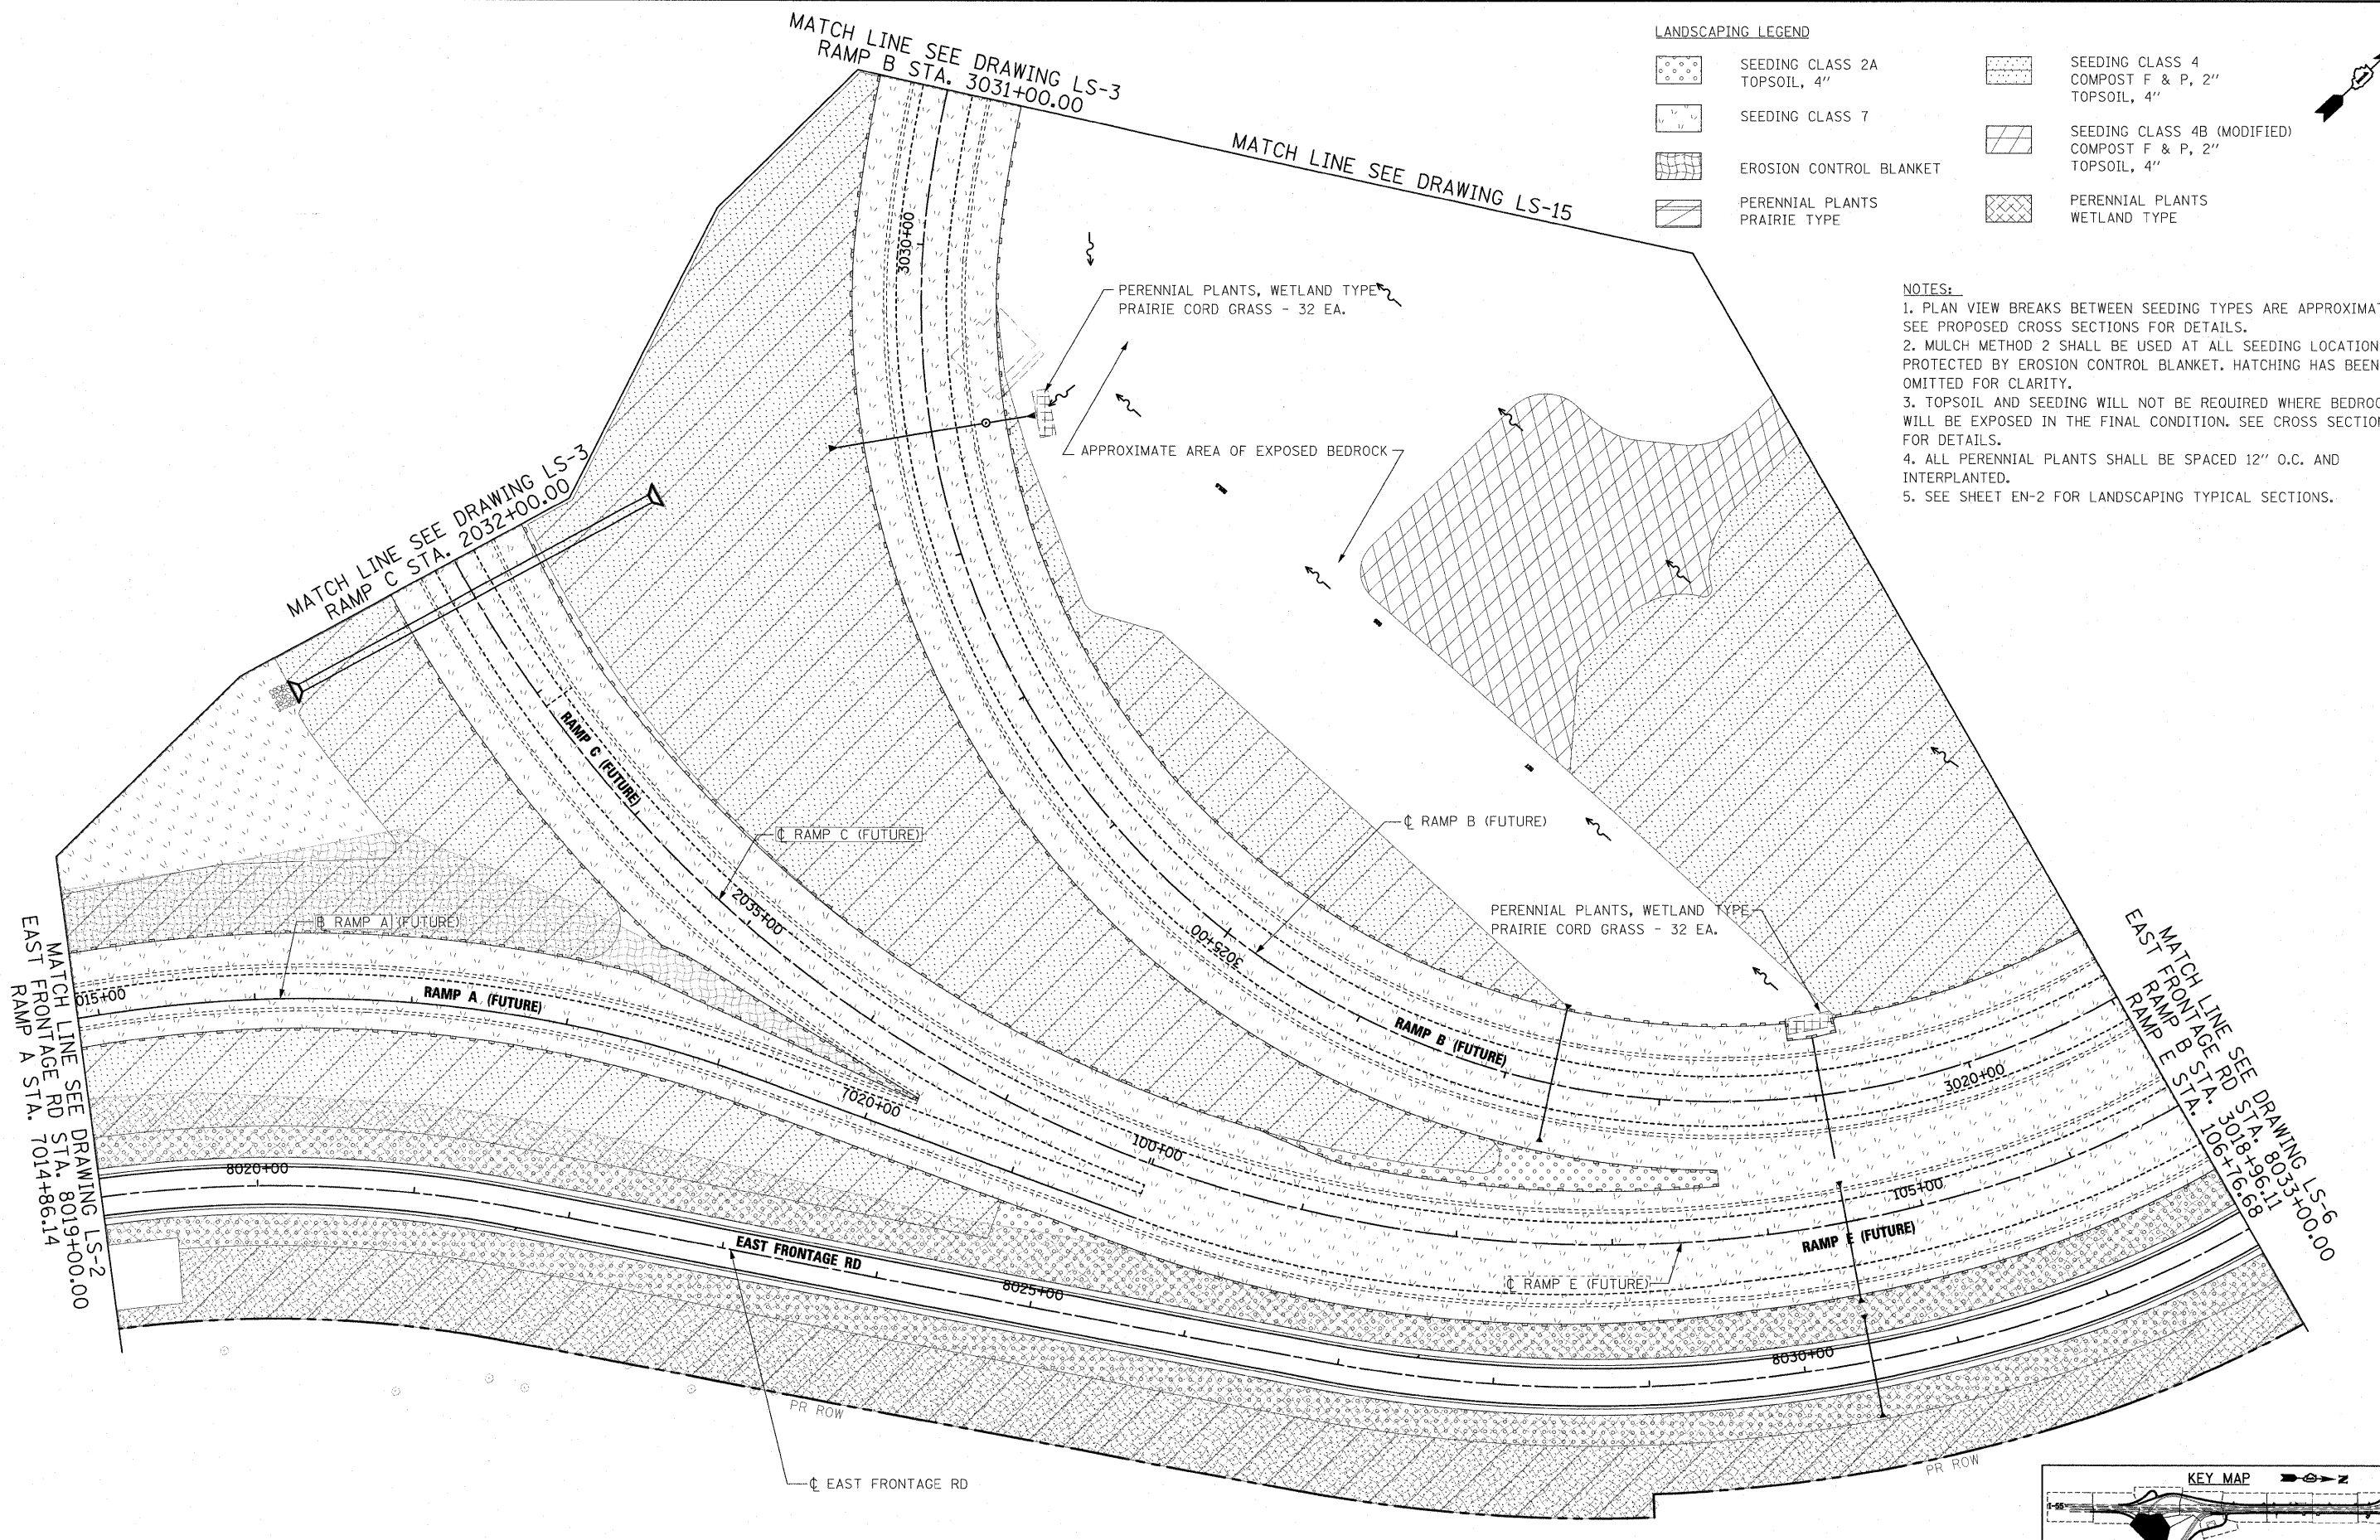 MATCH LINE SEE DRAWING LS-3
RAMP B STA. 3031+00.00
MATCH LINE SEE DRAWING LS-15
LANDSCAPING LEGEND
SEEDING CLASS 2A
TOPSOIL, 4"
SEEDING CLASS 7
EROSION CONTROL BLANKET
PERENNIAL PLANTS
PRAIRIE TYPE
SEEDING CLASS 4
COMPOST F & P, 2"
TOPSOIL, 4"
SEEDING CLASS 4B (MODIFIED)
COMPOST F & P, 2"
TOPSOIL, 4"
PERENNIAL PLANTS
WETLAND TYPE
NOTES:
1. PLAN VIEW BREAKS BETWEEN SEEDING TYPES ARE APPROXIMAT
SEE PROPOSED CROSS SECTIONS FOR DETAILS.
2. MULCH METHOD 2 SHALL BE USED AT ALL SEEDING LOCATION
PROTECTED BY EROSION CONTROL BLANKET. HATCHING HAS BEEN
OMITTED FOR CLARITY.
3. TOPSOIL AND SEEDING WILL NOT BE REQUIRED WHERE BEDROC
WILL BE EXPOSED IN THE FINAL CONDITION. SEE CROSS SECTION
FOR DETAILS.
4. ALL PERENNIAL PLANTS SHALL BE SPACED 12" O.C. AND
INTERPLANTED.
5. SEE SHEET EN-2 FOR LANDSCAPING TYPICAL SECTIONS.
3030+00
PERENNIAL PLANTS, WETLAND TYPE
PRAIRIE CORD GRASS - 32 EA.
APPROXIMATE AREA OF EXPOSED BEDROCK
MATCH LINE SEE DRAWING LS-3
RAMP C STA. 2032+00.00
RAMP C (FUTURE)
℄ RAMP C (FUTURE)
℄ RAMP B (FUTURE)
2035+00
3025+00
PERENNIAL PLANTS, WETLAND TYPE
PRAIRIE CORD GRASS - 32 EA.
RAMP A (FUTURE)
015+00
RAMP A (FUTURE)
RAMP B (FUTURE)
7020+00
3020+00
100+00
105+00
RAMP E (FUTURE)
℄ RAMP E (FUTURE)
8020+00
EAST FRONTAGE RD
8025+00
8030+00
PR ROW
PR ROW
℄ EAST FRONTAGE RD
MATCH LINE SEE DRAWING LS-2
EAST FRONTAGE RD STA. 8019+00.00
RAMP A STA. 7014+86.14
MATCH LINE SEE DRAWING LS-6
EAST FRONTAGE RD STA. 8033+00.00
RAMP B STA. 3018+96.11
RAMP E STA. 106+76.68
KEY MAP
Z
I-55